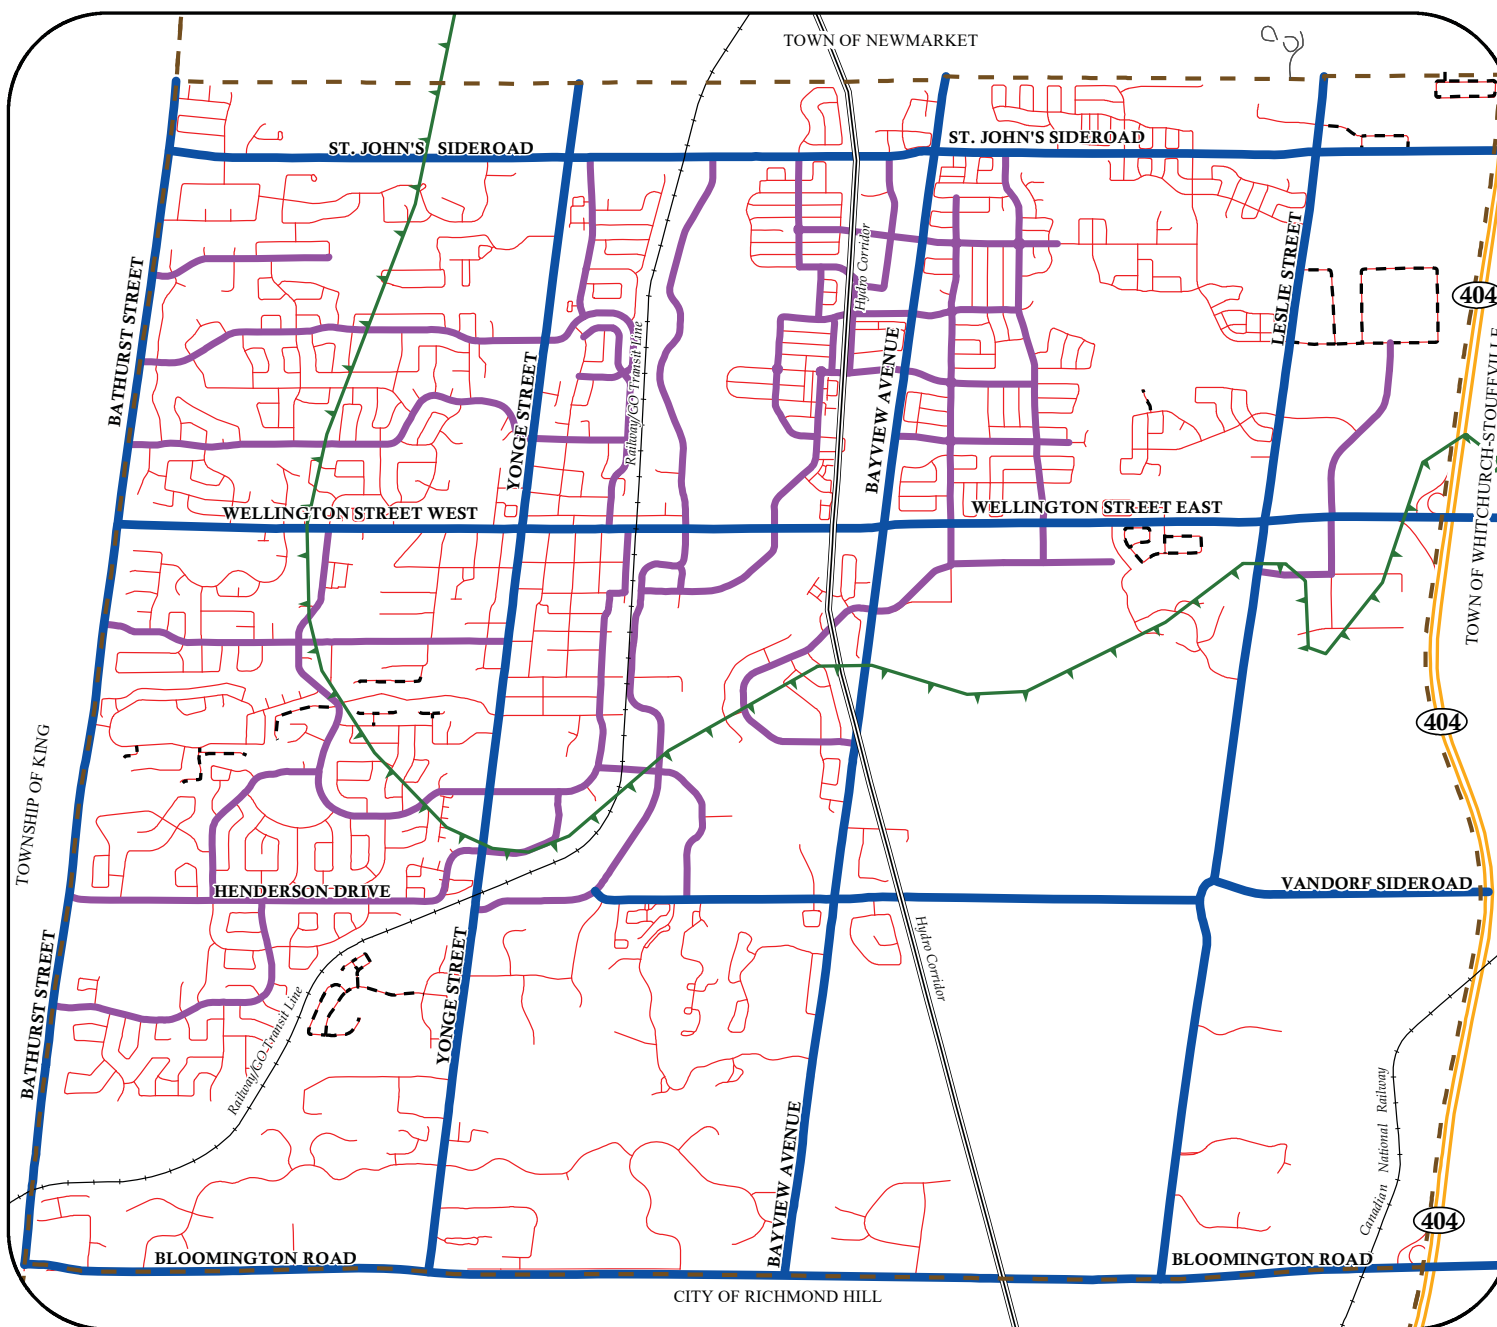 TOWN OF NEWMARKET
ST. JOHN'S SIDEROAD
ST. JOHN'S SIDEROAD
BATHURST STREET
YONGE STREET
Railway/GO Transit Line
Hydro Corridor
BAYVIEW AVENUE
LESLIE STREET
404
TOWN OF WHITCHURCH-STOUFFVILLE
WELLINGTON STREET WEST
WELLINGTON STREET EAST
404
TOWNSHIP OF KING
HENDERSON DRIVE
VANDORF SIDEROAD
BATHURST STREET
YONGE STREET
Hydro Corridor
Railway/GO Transit Line
BAYVIEW AVENUE
Canadian National Railway
404
BLOOMINGTON ROAD
BLOOMINGTON ROAD
CITY OF RICHMOND HILL